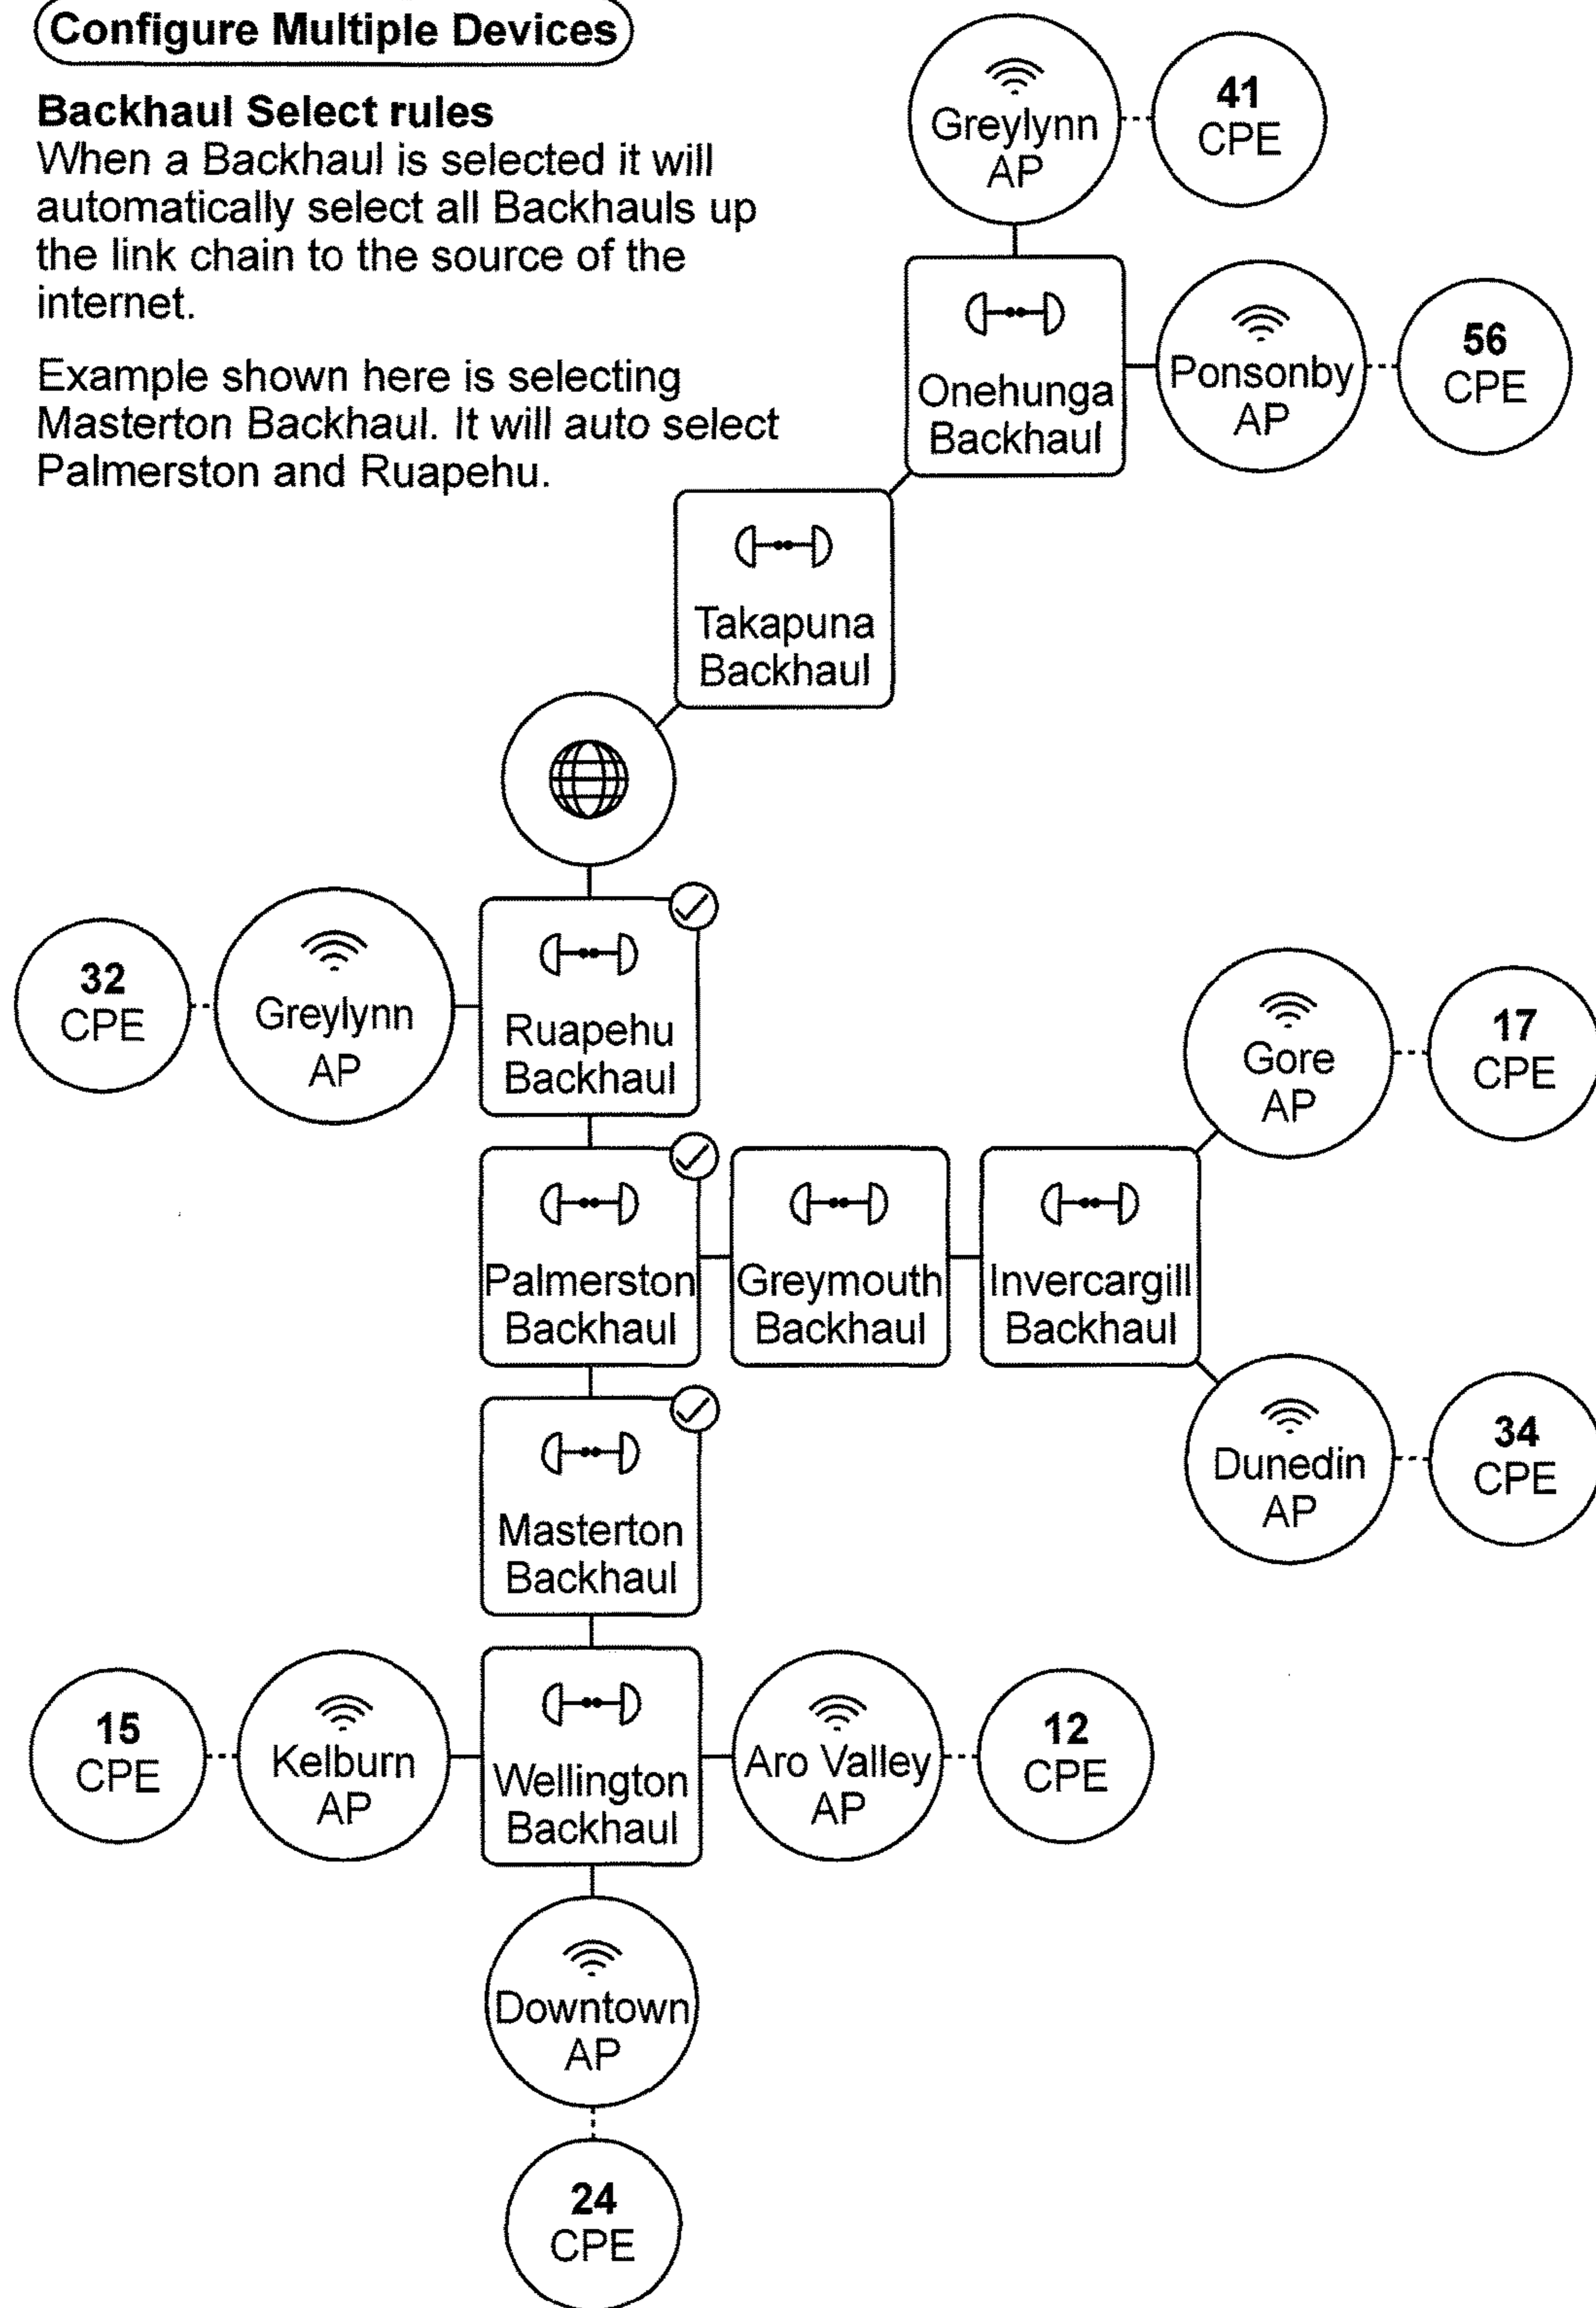 Configure Multiple Devices
Backhaul Select rules
When a Backhaul is selected it will
automatically select all Backhauls up
the link chain to the source of the
internet.
Example shown here is selecting
Masterton Backhaul. It will auto select
Palmerston and Ruapehu.
Greylynn
AP
41
CPE
Onehunga
Backhaul
Ponsonby
AP
56
CPE
Takapuna
Backhaul
32
CPE
Greylynn
AP
Ruapehu
Backhaul
Gore
AP
17
CPE
Palmerston
Backhaul
Greymouth
Backhaul
Invercargill
Backhaul
Dunedin
AP
34
CPE
Masterton
Backhaul
15
CPE
Kelburn
AP
Wellington
Backhaul
Aro Valley
AP
12
CPE
Downtown
AP
24
CPE